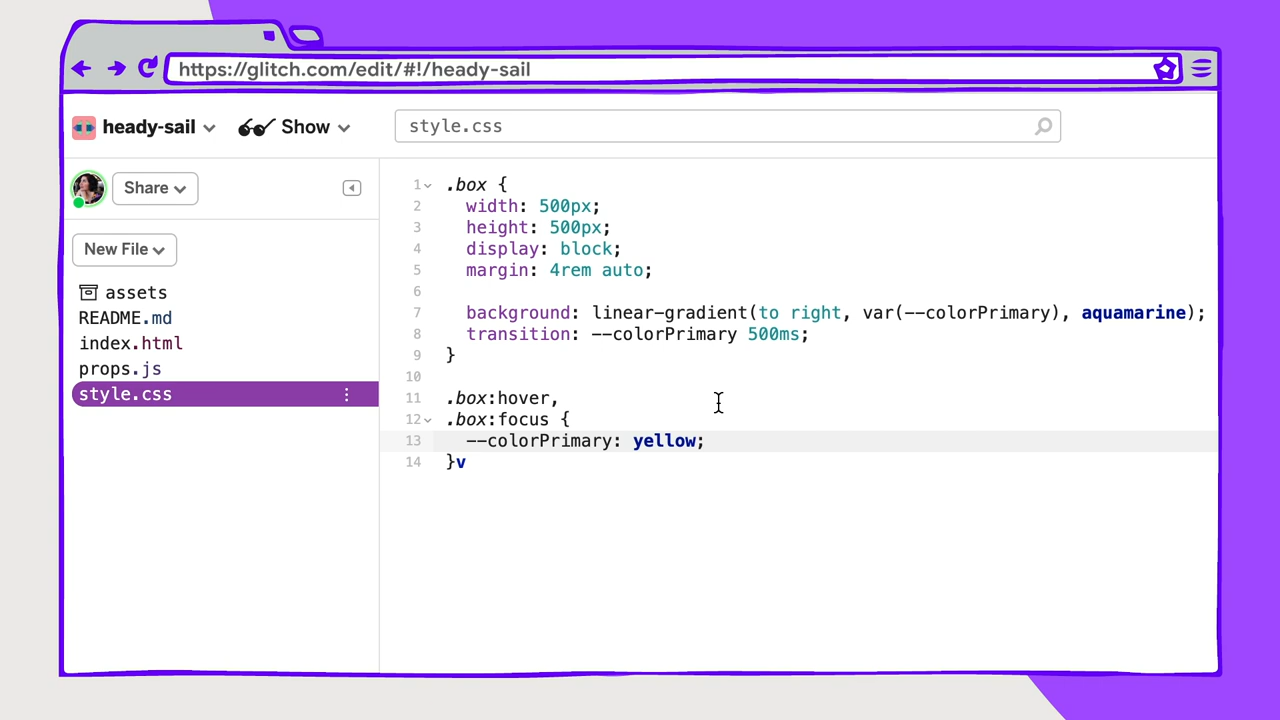 https://glitch.com/edit/#!/heady-sail
heady-sail Show style.css
Share
New File
assets
README.md
index.html
props.js
style.css
1 .box {
2 width: 500px;
3 height: 500px;
4 display: block;
5 margin: 4rem auto;
6
7 background: linear-gradient(to right, var(--colorPrimary), aquamarine);
8 transition: --colorPrimary 500ms;
9 }
10
11 .box:hover,
12 .box:focus {
13 --colorPrimary: yellow;
14 }v